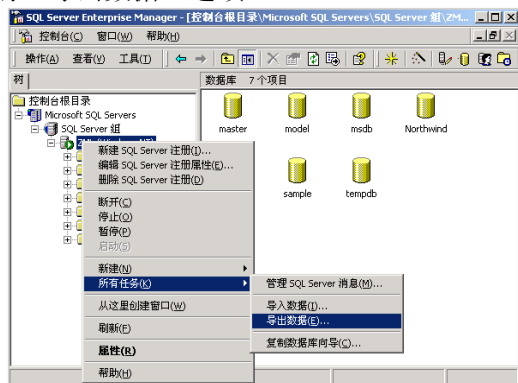 SQL Server Enterprise Manager - [控制台根目录\Microsoft SQL Servers\SQL Server 组\ZM...
控制台(C) 窗口(W) 帮助(H)
操作(A) 查看(V) 工具(T)
树
数据库 7 个项目
控制台根目录
Microsoft SQL Servers
SQL Server 组
master
model
msdb
Northwind
sample
tempdb
新建 SQL Server 注册(I)...
编辑 SQL Server 注册属性(E)...
删除 SQL Server 注册(D)
断开(C)
停止(O)
暂停(P)
启动(S)
新建(N)
所有任务(K)
从这里创建窗口(W)
刷新(F)
属性(R)
帮助(H)
管理 SQL Server 消息(M)...
导入数据(I)...
导出数据(E)...
复制数据库向导(C)...